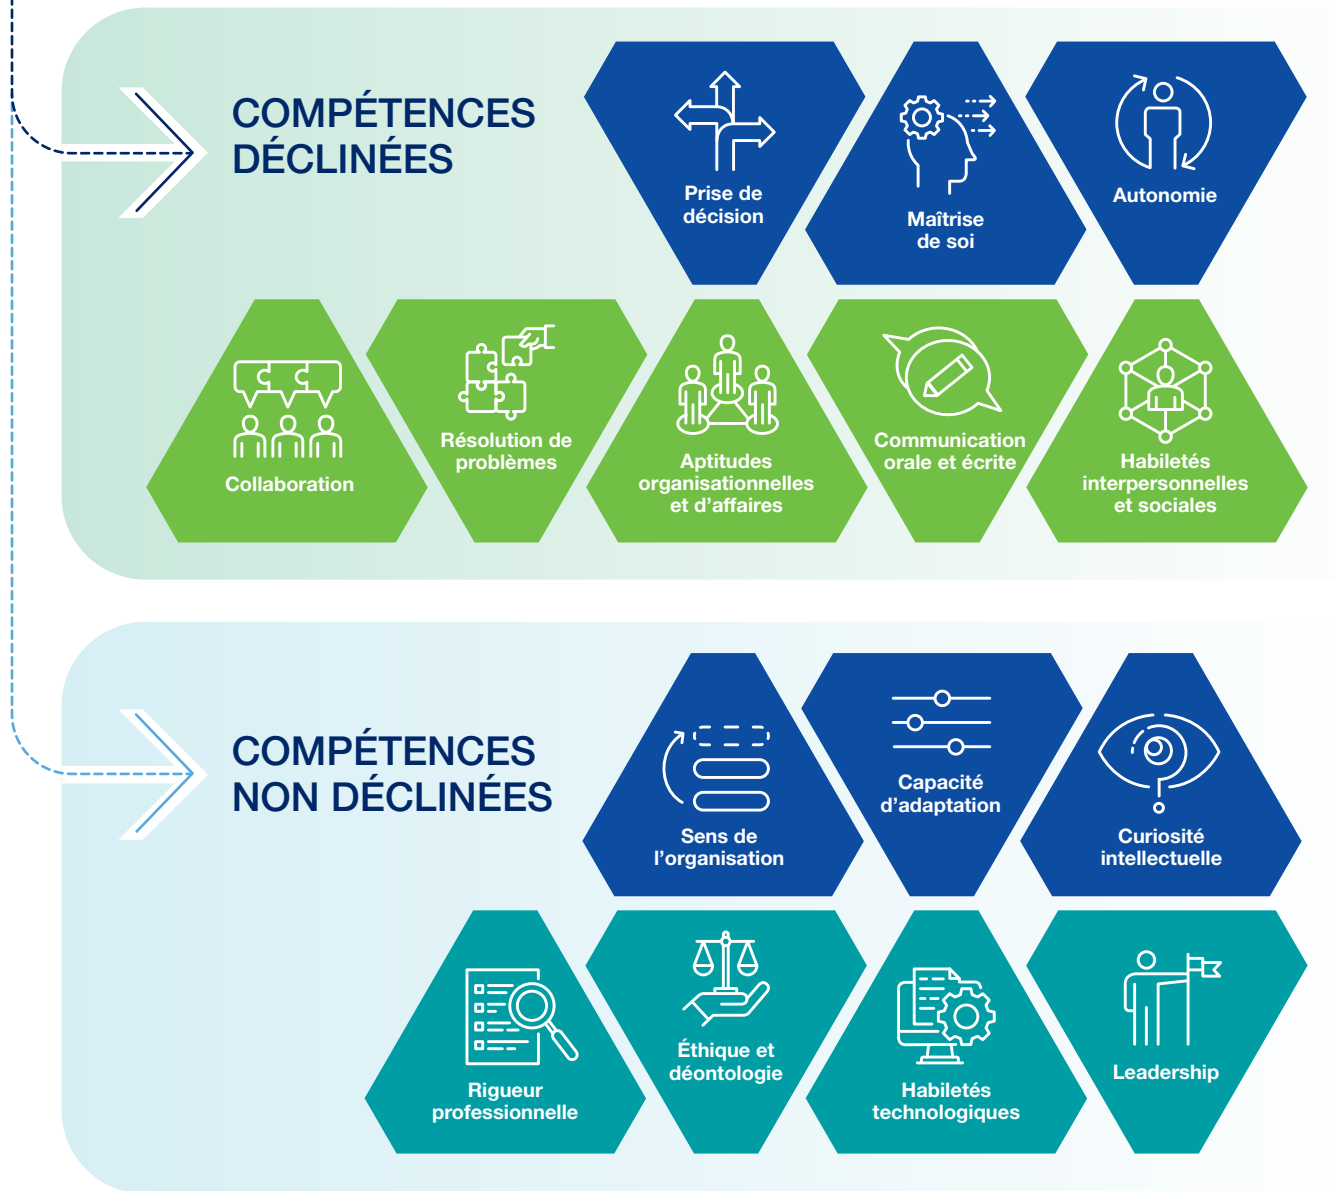 COMPÉTENCES
DÉCLINÉES
Prise de
décision
Maîtrise
de soi
Autonomie
Collaboration
Résolution de
problèmes
Aptitudes
organisationnelles
et d’affaires
Communication
orale et écrite
Habiletés
interpersonnelles
et sociales
COMPÉTENCES
NON DÉCLINÉES
Sens de
l’organisation
Capacité
d’adaptation
Curiosité
intellectuelle
Rigueur
professionnelle
Éthique et
déontologie
Habiletés
technologiques
Leadership